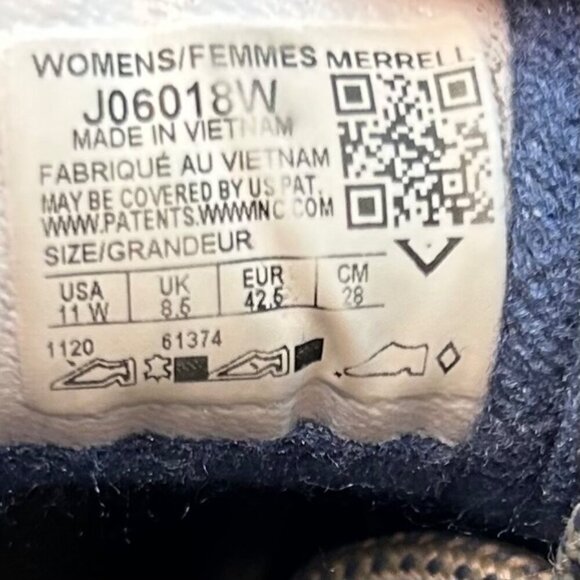 WOMENS/FEMMES MERRELL
J06018W
MADE IN VIETNAM
FABRIQUÉ AU VIETNAM
MAY BE COVERED BY US PAT.
WWW.PATENTS.WWWINC.COM
SIZE/GRANDEUR
USA UK EUR CM
11 W 8.5 42.5 28
1120 61374